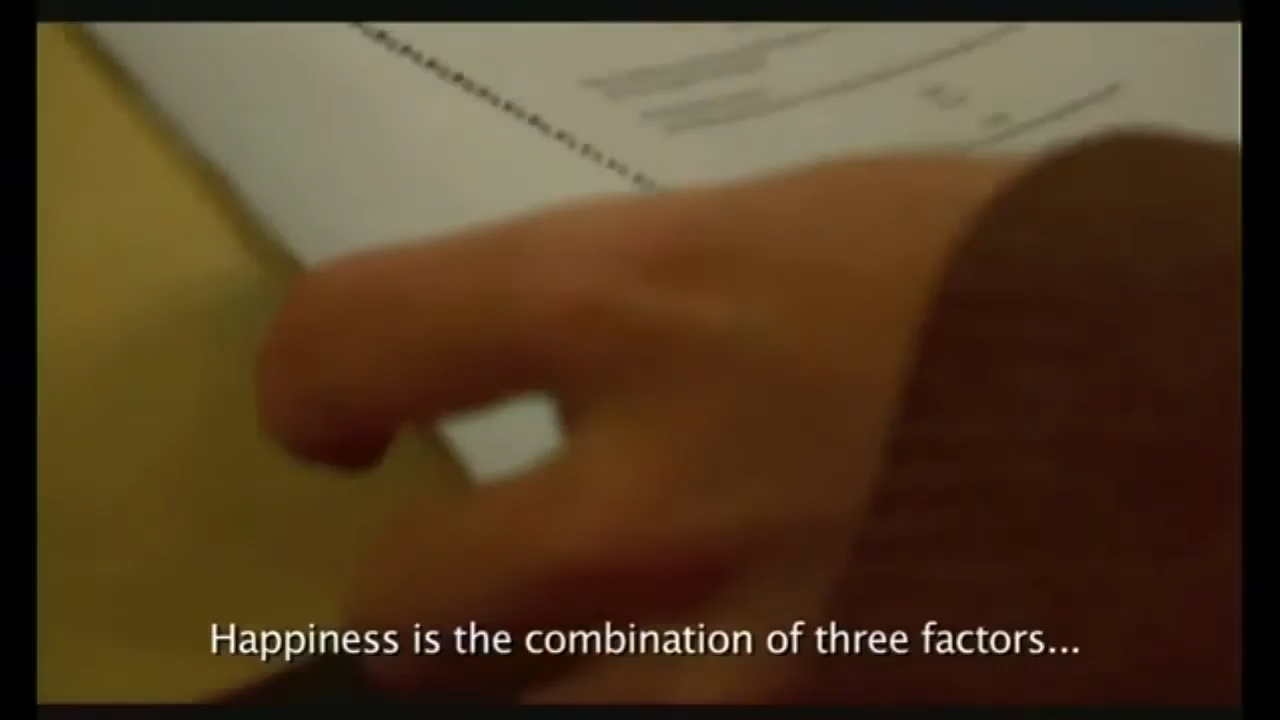 Happiness is the combination of three factors...